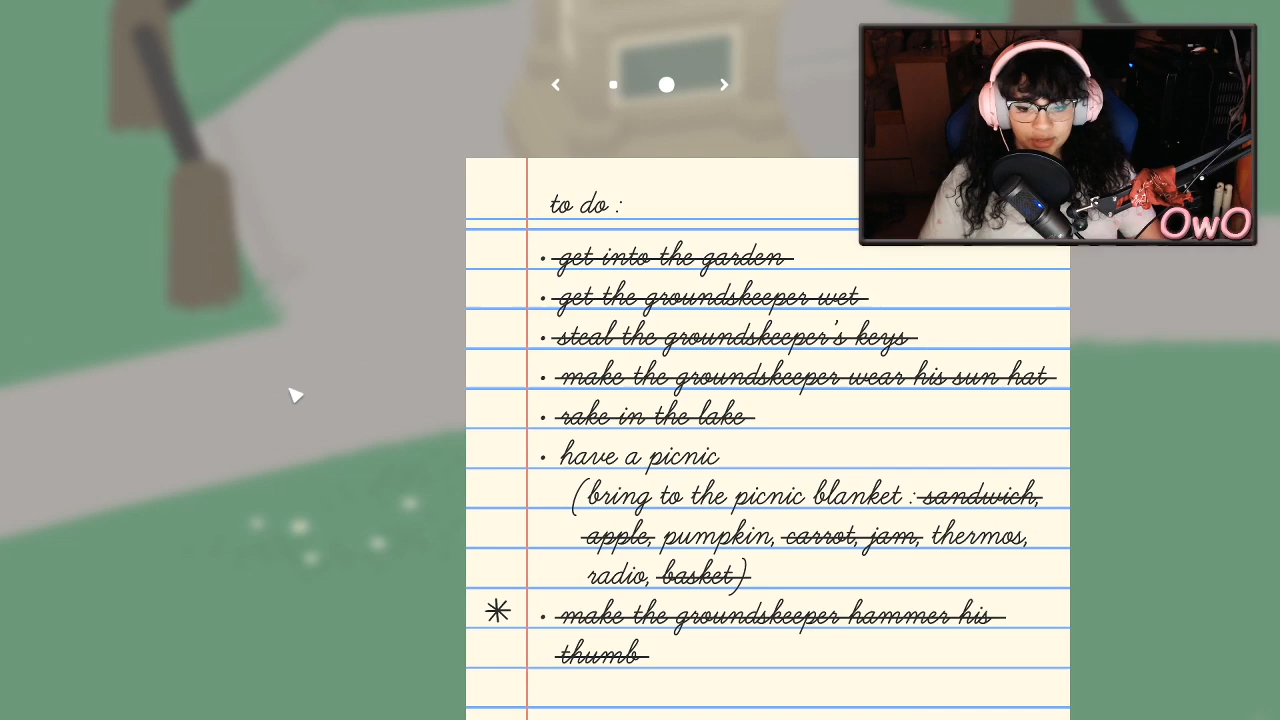 OwO
to do :
• get into the garden
• get the groundskeeper wet
• steal the groundskeeper's keys
• make the groundskeeper wear his sun hat
• rake in the lake
• have a picnic
(bring to the picnic blanket : sandwich,
apple, pumpkin, carrot, jam, thermos,
radio, basket)
• make the groundskeeper hammer his
thumb